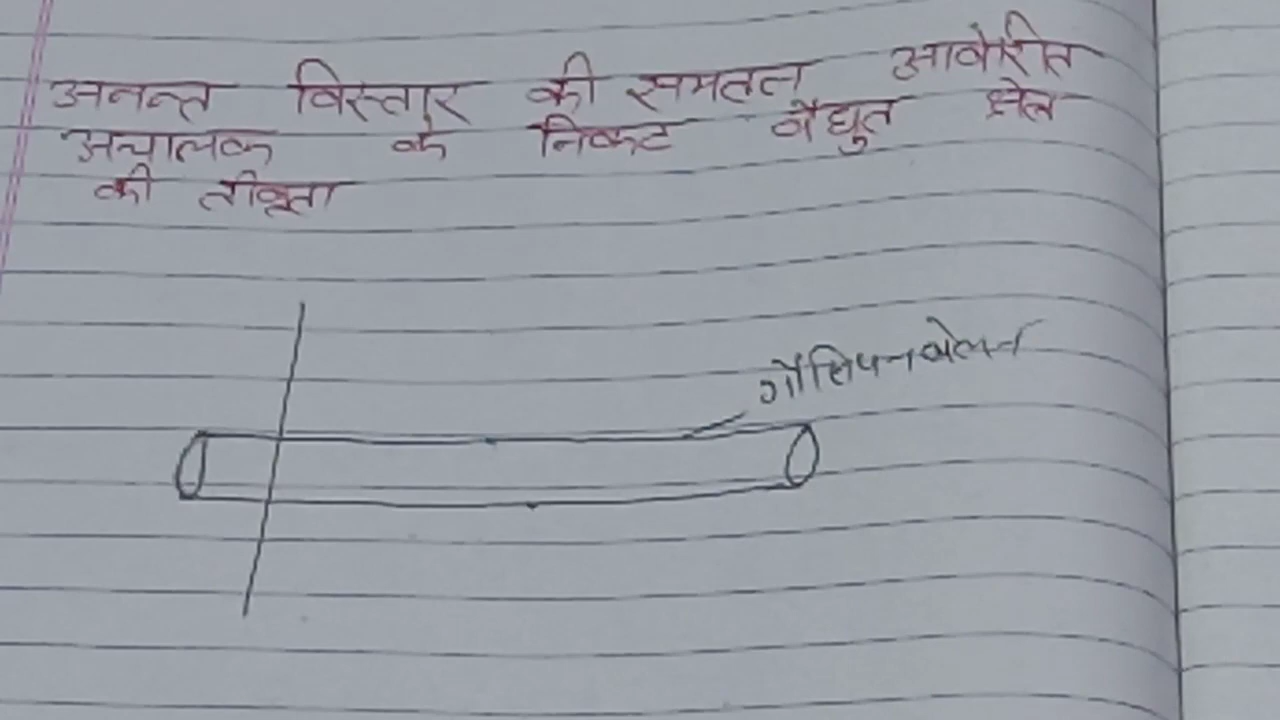 अनन्त विस्तार की समतल आवेशित
अचालक के निकट वैद्युत क्षेत्र
की तीव्रता
गौसियन बेलन